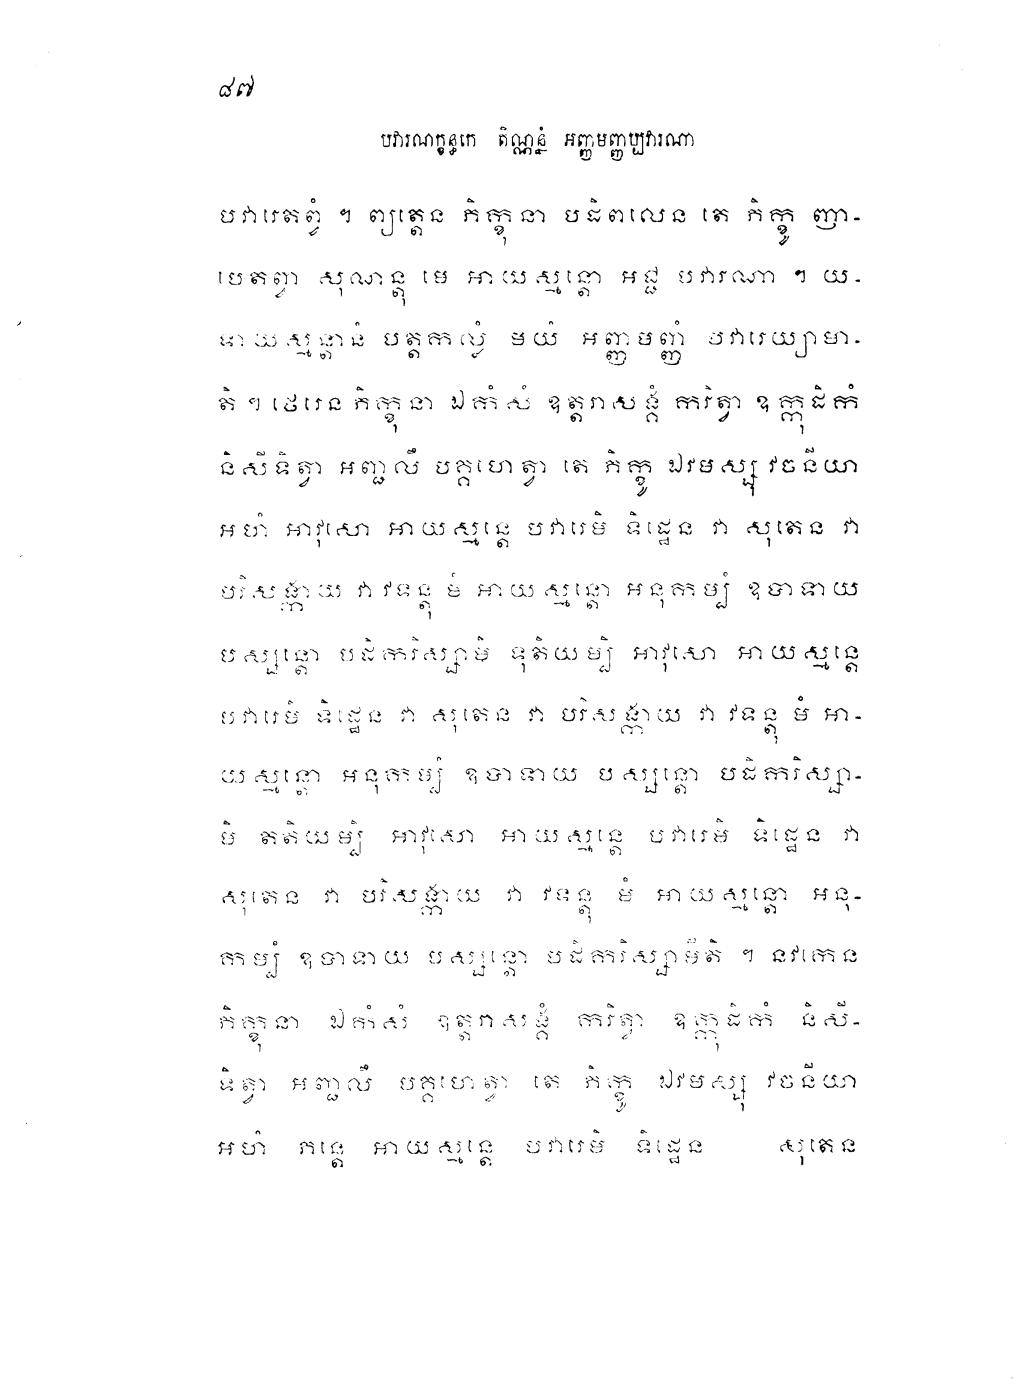 ៨៧
បវារណក្ខន្ធកេ តិណ្ណន្នំ អញ្ញមញ្ញប្បវារណា
បវារេតព្វំ ។ ព្យត្តេន ភិក្ខុនា បដិពលេន តេ ភិក្ខូ ញា-
បេតព្វា សុណន្តុ មេ អាយស្មន្តោ អជ្ជ បវារណា ។ យ-
ទាយស្មន្តានំ បត្តកល្លំ មយំ អញ្ញមញ្ញំ បវារេយ្យាមា-
តិ ។ ថេរេន ភិក្ខុនា ឯកំសំ ឧត្តរាសង្គំ ករិត្វា ឧក្កុដិកំ
និសីទិត្វា អញ្ជលឹ បគ្គហេត្វា តេ ភិក្ខូ ឯវមស្សុ វចនីយា
អហំ អាវុសោ អាយស្មន្តេ បវារេមិ ទិដ្ឋេន វា សុតេន វា
បរិសង្កាយ វា វទន្តុ មំ អាយស្មន្តោ អនុកម្បំ ឧបាទាយ
បស្សន្តោ បដិករិស្សាមិ ទុតិយម្បិ អាវុសោ អាយស្មន្តេ
បវារេមិ ទិដ្ឋេន វា សុតេន វា បរិសង្កាយ វា វទន្តុ មំ អា-
យស្មន្តោ អនុកម្បំ ឧបាទាយ បស្សន្តោ បដិករិស្សា-
មិ តតិយម្បិ អាវុសោ អាយស្មន្តេ បវារេមិ ទិដ្ឋេន វា
សុតេន វា បរិសង្កាយ វា វទន្តុ មំ អាយស្មន្តោ អនុ-
កម្បំ ឧបាទាយ បស្សន្តោ បដិករិស្សាមីតិ ។ នវកេន
ភិក្ខុនា ឯកំសំ ឧត្តរាសង្គំ ករិត្វា ឧក្កុដិកំ និសី-
ទិត្វា អញ្ជលឹ បគ្គហេត្វា តេ ភិក្ខូ ឯវមស្សុ វចនីយា
អហំ ភន្តេ អាយស្មន្តេ បវារេមិ ទិដ្ឋេន សុតេន